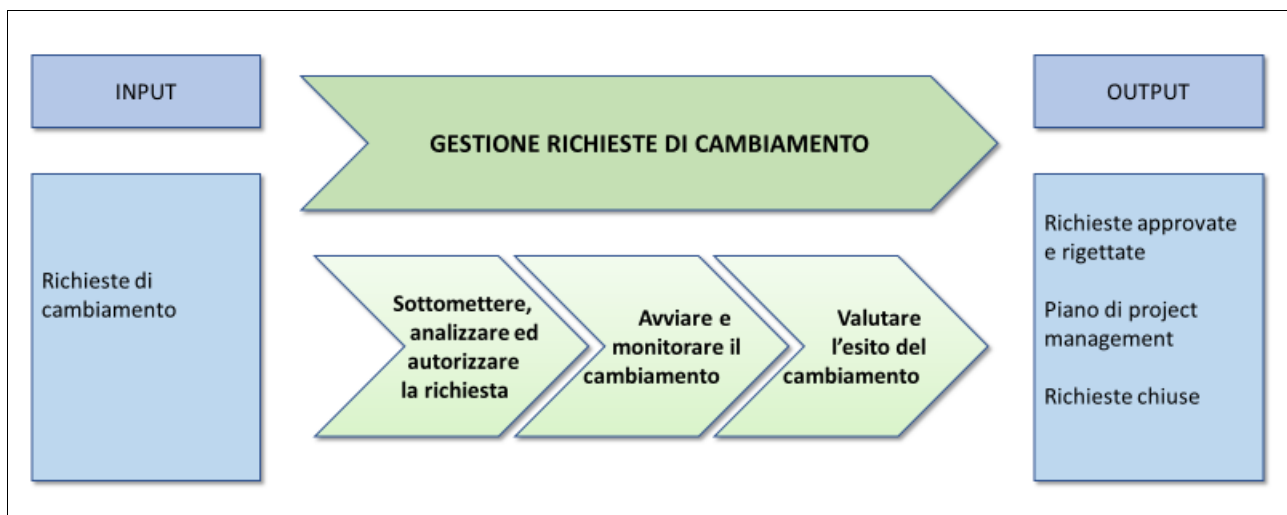 INPUT
GESTIONE RICHIESTE DI CAMBIAMENTO
OUTPUT
Richieste di
cambiamento
Sottomettere,
analizzare ed
autorizzare
la richiesta
Avviare e
monitorare il
cambiamento
Valutare
l’esito del
cambiamento
Richieste approvate
e rigettate
Piano di project
management
Richieste chiuse